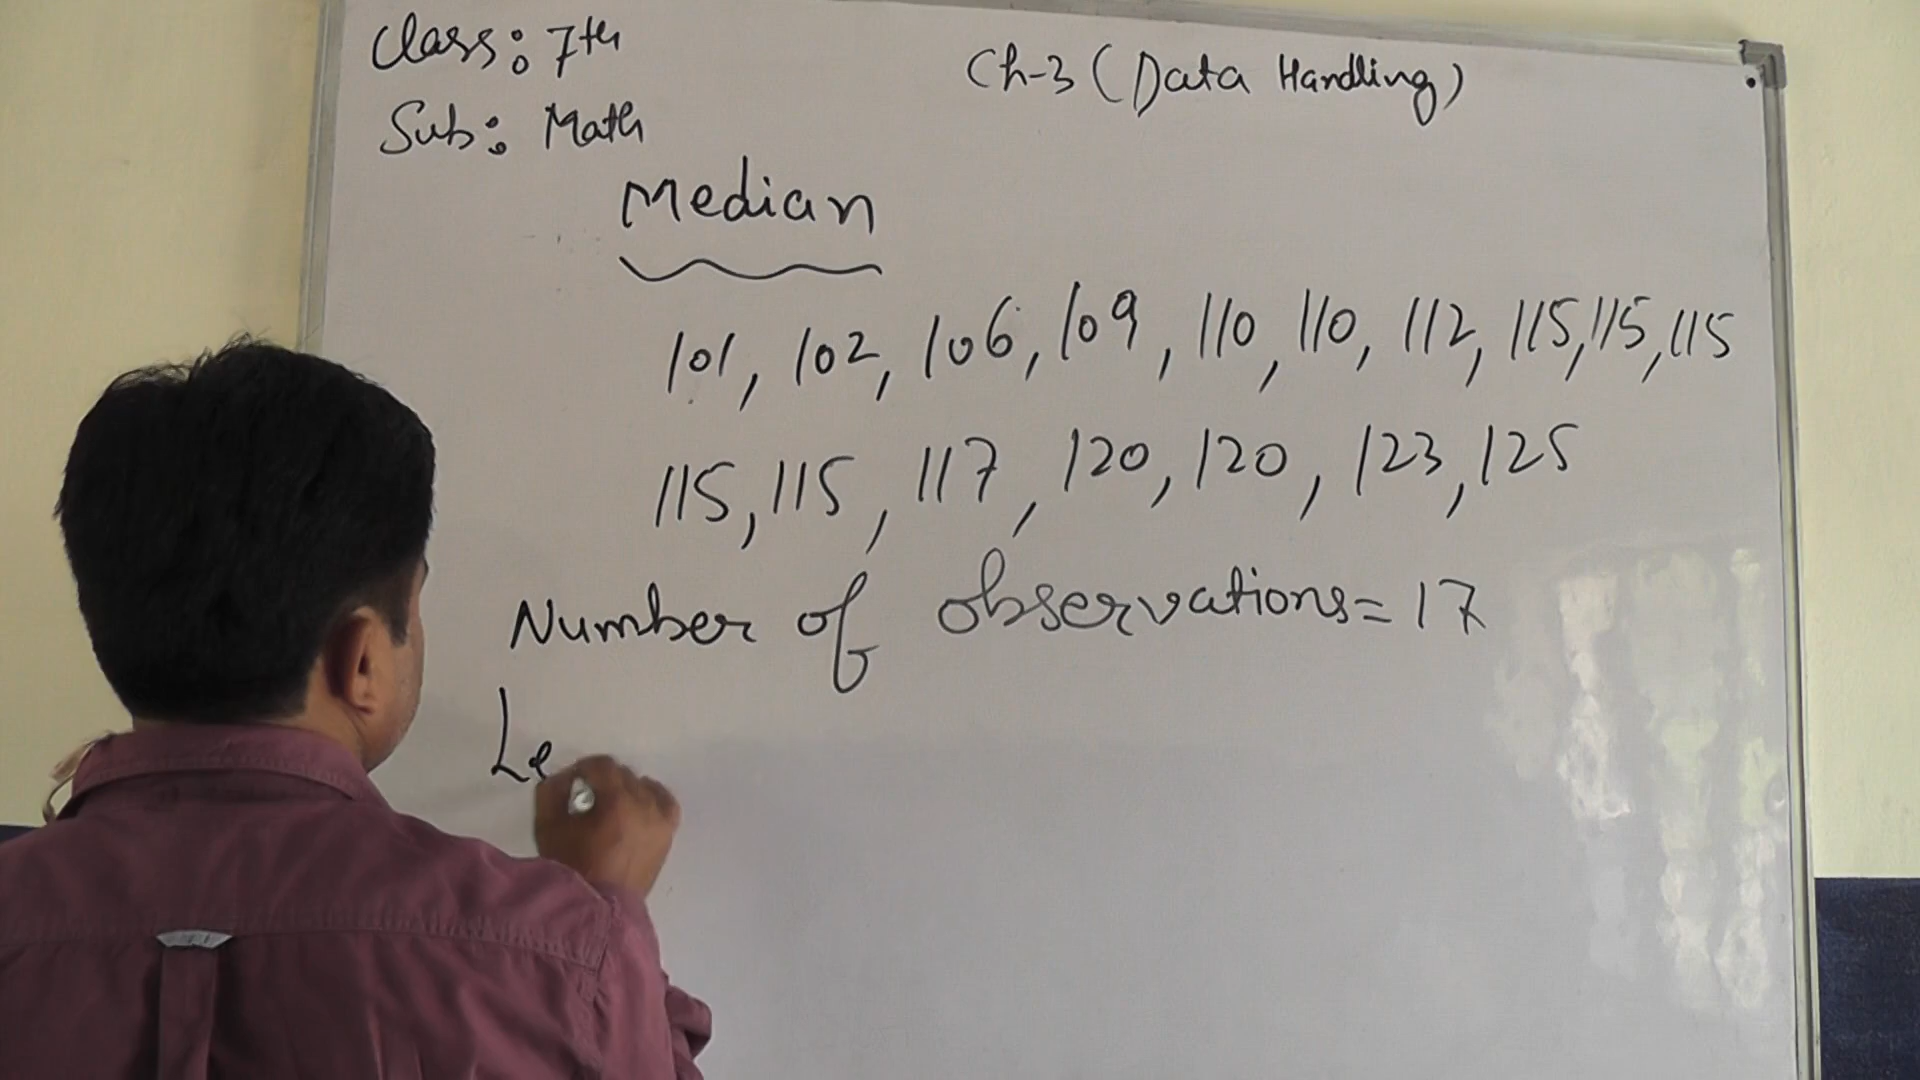 Class: 7th
Ch-3 (Data Handling)
Sub: Math
Median
101, 102, 106, 109, 110, 110, 112, 115, 115, 115
115, 115, 117, 120, 120, 123, 125
Number of observations = 17
Le